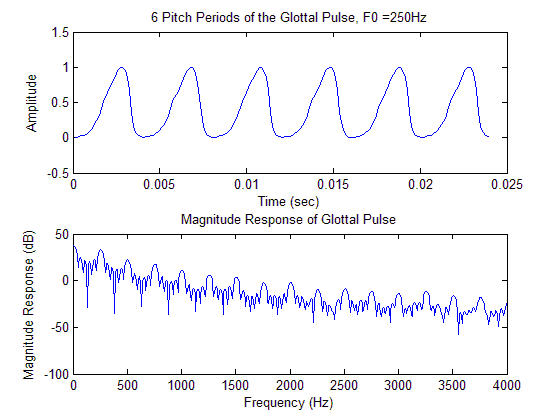 6 Pitch Periods of the Glottal Pulse, F0 =250Hz
1.5
1
0.5
0
-0.5
Amplitude
0 0.005 0.01 0.015 0.02 0.025
Time (sec)
Magnitude Response of Glottal Pulse
50
0
-50
-100
Magnitude Response (dB)
0 500 1000 1500 2000 2500 3000 3500 4000
Frequency (Hz)